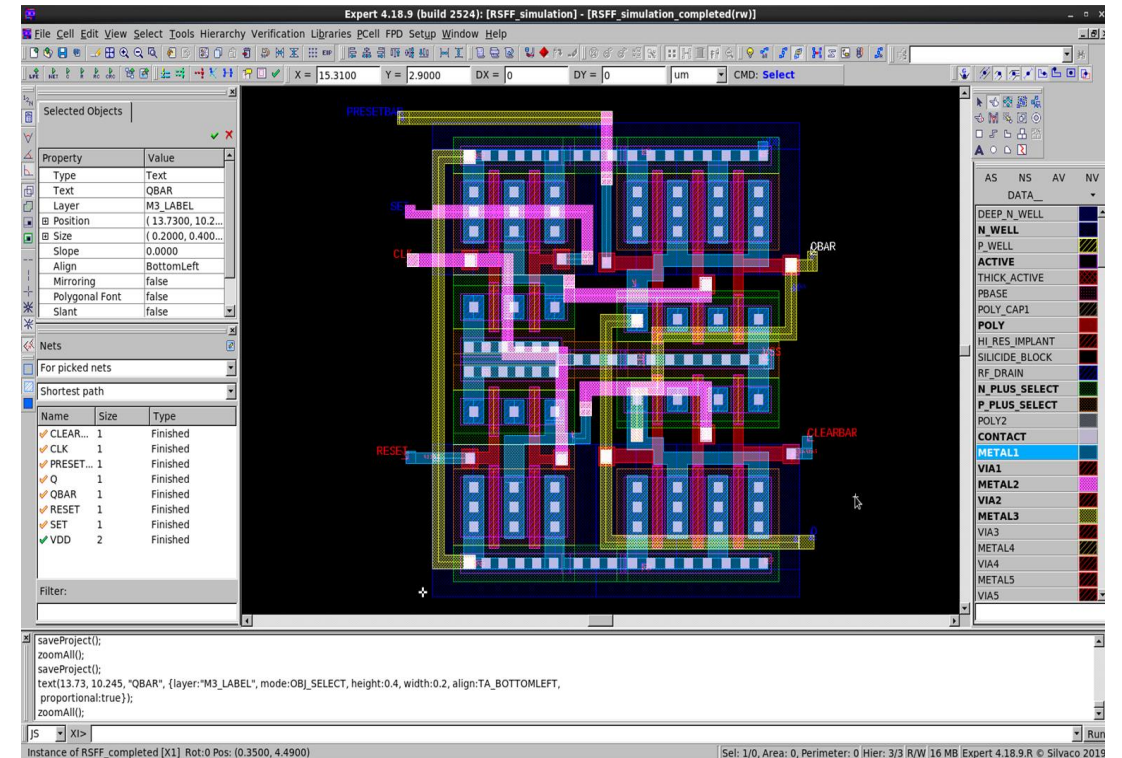 Expert 4.18.9 (build 2524): [RSFF_simulation] - [RSFF_simulation_completed(rw)]
File Cell Edit View Select Tools Hierarchy Verification Libraries PCell FPD Setup Window Help
X = 15.3100 Y = 2.9000 DX = 0 DY = 0 um CMD: Select
Selected Objects
Property Value
Type Text
Text QBAR
Layer M3_LABEL
Position (13.7300, 10.2...
Size (0.2000, 0.400...
Slope 0.0000
Align BottomLeft
Mirroring false
Polygonal Font false
Slant false
Nets
For picked nets
Shortest path
Name Size Type
CLEAR... 1 Finished
CLK 1 Finished
PRESET... 1 Finished
Q 1 Finished
QBAR 1 Finished
RESET 1 Finished
SET 1 Finished
VDD 2 Finished
Filter:
PRESETBAR
SET
CLK
QBAR
RESET
CLEARBAR
Q
AS NS AV NV
DATA__
DEEP_N_WELL
N_WELL
P_WELL
ACTIVE
THICK_ACTIVE
PBASE
POLY_CAP1
POLY
HI_RES_IMPLANT
SILICIDE_BLOCK
RF_DRAIN
N_PLUS_SELECT
P_PLUS_SELECT
POLY2
CONTACT
METAL1
VIA1
METAL2
VIA2
METAL3
VIA3
METAL4
VIA4
METAL5
VIA5
saveProject();
zoomAll();
saveProject();
text(13.73, 10.245, "QBAR", {layer:"M3_LABEL", mode:OBJ_SELECT, height:0.4, width:0.2, align:TA_BOTTOMLEFT,
proportional:true});
zoomAll();
JS XI> Run
Instance of RSFF_completed [X1] Rot:0 Pos: (0.3500, 4.4900) Sel: 1/0, Area: 0, Perimeter: 0 Hier: 3/3 R/W 16 MB Expert 4.18.9.R © Silvaco 2019